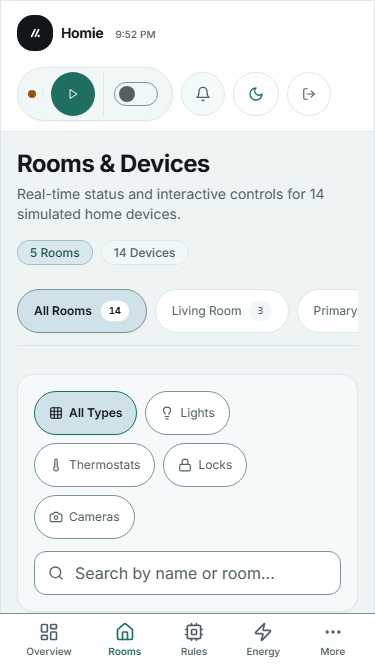 Homie 9:52 PM
Rooms & Devices
Real-time status and interactive controls for 14
simulated home devices.
5 Rooms 14 Devices
All Rooms 14 Living Room 3 Primary
All Types Lights
Thermostats Locks
Cameras
Search by name or room...
Overview Rooms Rules Energy More